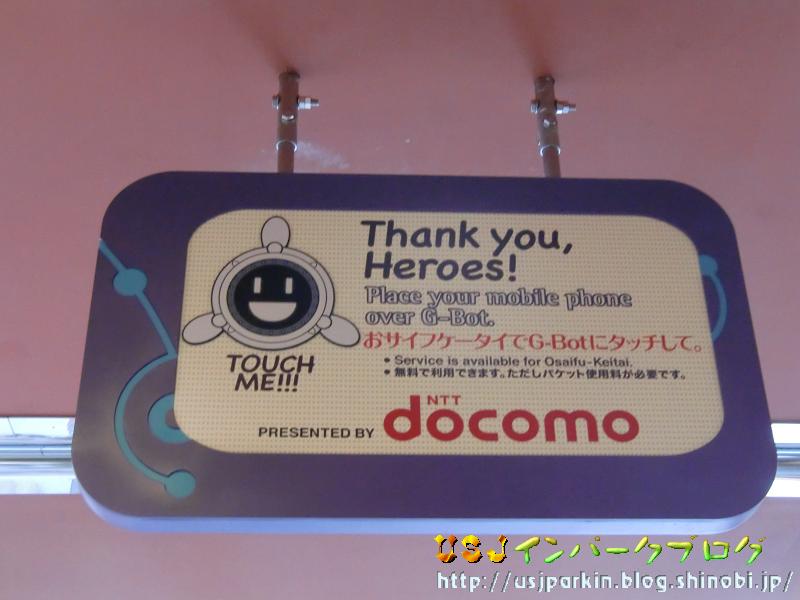 Thank you,
Heroes!
Place your mobile phone
over G-Bot.
おサイフケータイでG-Botにタッチして。
• Service is available for Osaifu-Keitai.
• 無料で利用できます。ただしパケット使用料が必要です。
TOUCH
ME!!!
PRESENTED BY NTT docomo
USJインパークブログ
http://usjparkin.blog.shinobi.jp/